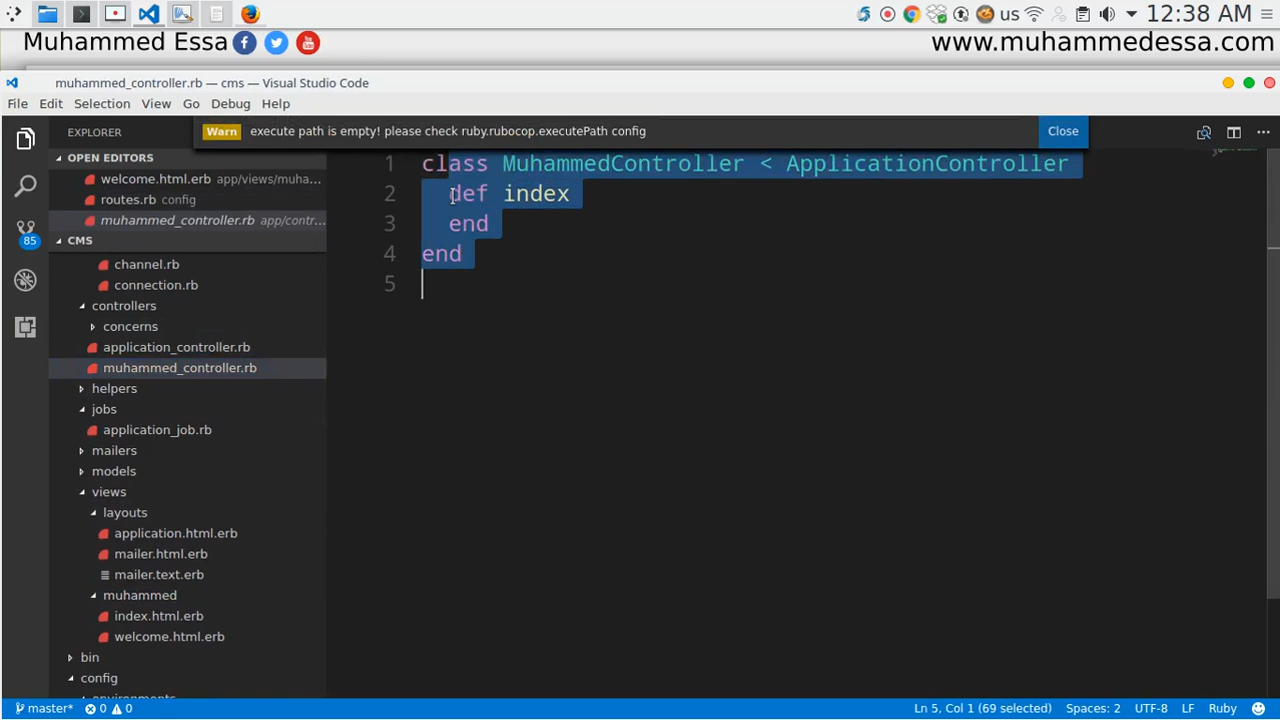 us 12:38 AM
Muhammed Essa
www.muhammedessa.com
muhammed_controller.rb — cms — Visual Studio Code
File Edit Selection View Go Debug Help
EXPLORER
Warn execute path is empty! please check ruby.rubocop.executePath config Close
OPEN EDITORS
welcome.html.erb app/views/muha...
routes.rb config
muhammed_controller.rb app/contr...
CMS
channel.rb
connection.rb
controllers
concerns
application_controller.rb
muhammed_controller.rb
helpers
jobs
application_job.rb
mailers
models
views
layouts
application.html.erb
mailer.html.erb
mailer.text.erb
muhammed
index.html.erb
welcome.html.erb
bin
config
environments
85
1 class MuhammedController < ApplicationController
2 def index
3 end
4 end
5
master* 0 0 Ln 5, Col 1 (69 selected) Spaces: 2 UTF-8 LF Ruby